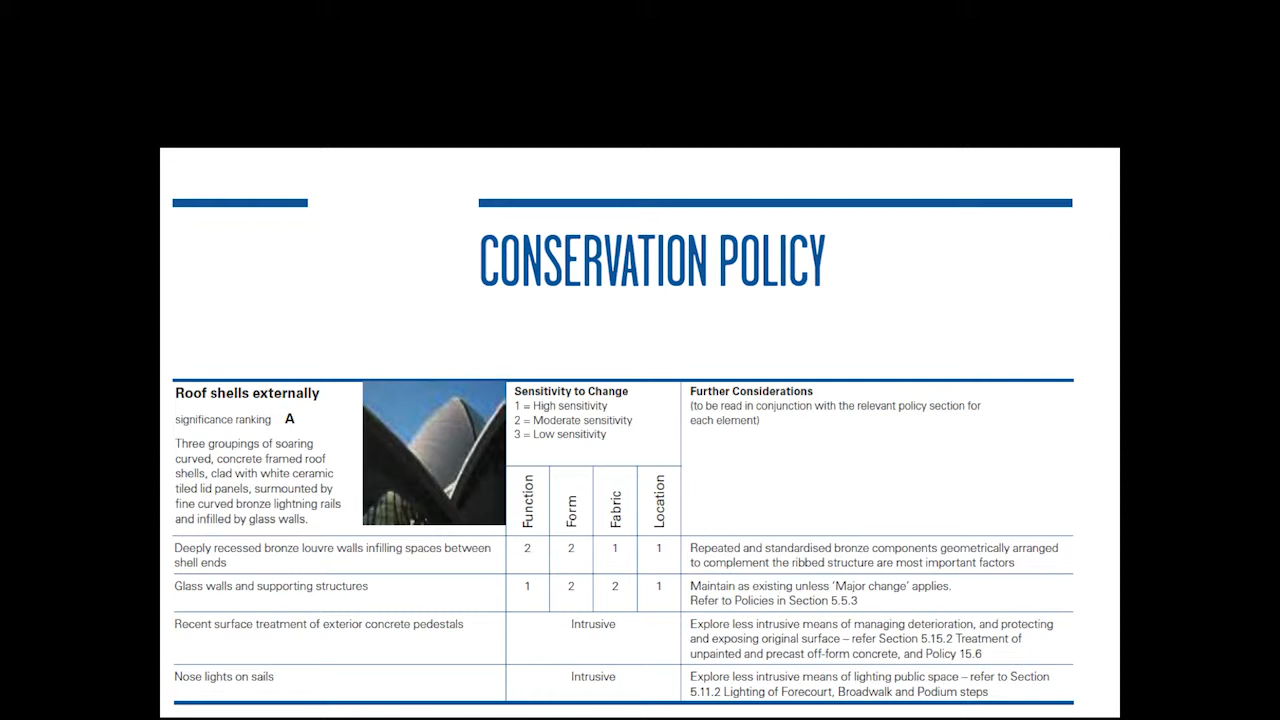 CONSERVATION POLICY
Roof shells externally
significance ranking A
Three groupings of soaring
curved, concrete framed roof
shells, clad with white ceramic
tiled lid panels, surmounted by
fine curved bronze lightning rails
and infilled by glass walls.
Sensitivity to Change
1 = High sensitivity
2 = Moderate sensitivity
3 = Low sensitivity
Function
Form
Fabric
Location
Further Considerations
(to be read in conjunction with the relevant policy section for
each element)
Deeply recessed bronze louvre walls infilling spaces between
shell ends
2 2 1 1
Repeated and standardised bronze components geometrically arranged
to complement the ribbed structure are most important factors
Glass walls and supporting structures
1 2 2 1
Maintain as existing unless ‘Major change’ applies.
Refer to Policies in Section 5.5.3
Recent surface treatment of exterior concrete pedestals
Intrusive
Explore less intrusive means of managing deterioration, and protecting
and exposing original surface – refer Section 5.15.2 Treatment of
unpainted and precast off-form concrete, and Policy 15.6
Nose lights on sails
Intrusive
Explore less intrusive means of lighting public space – refer to Section
5.11.2 Lighting of Forecourt, Broadwalk and Podium steps